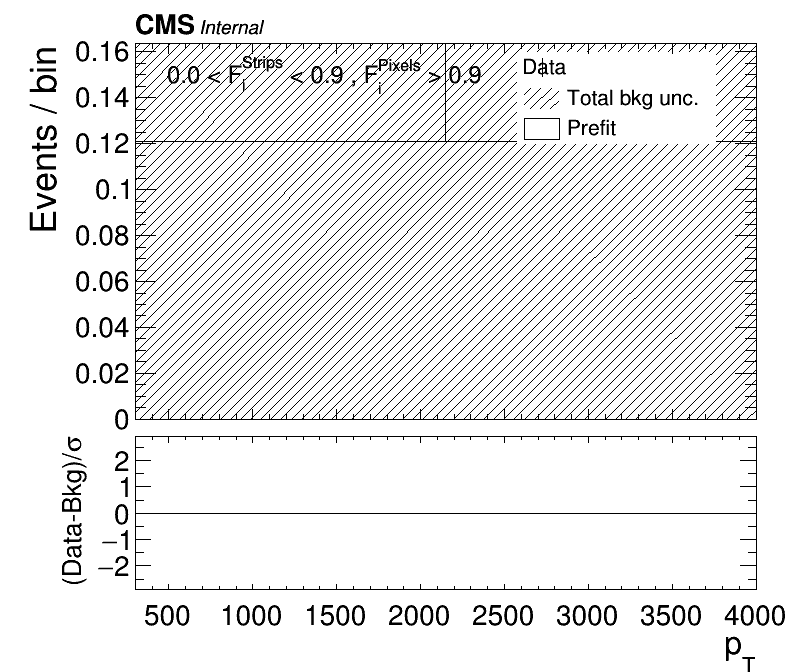 CMS Internal
Events / bin
0.16
0.14
0.12
0.1
0.08
0.06
0.04
0.02
0
0.0 < F_i^Strips < 0.9 , F_i^Pixels > 0.9
Data
Total bkg unc.
Prefit
(Data-Bkg)/σ
2
1
0
−1
−2
500 1000 1500 2000 2500 3000 3500 4000
p_T